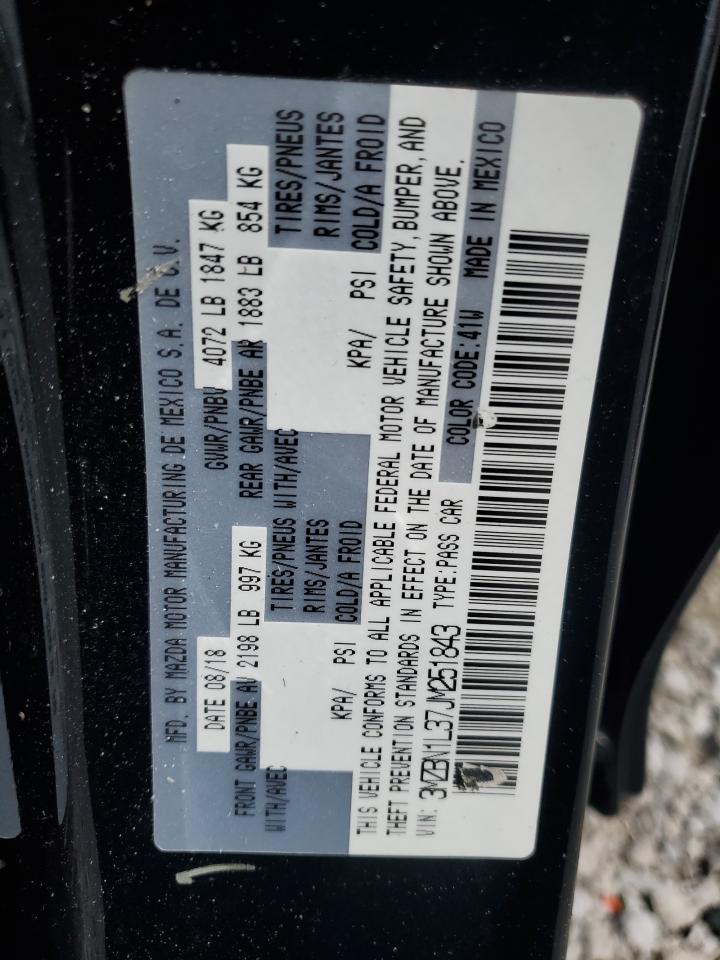 MFD. BY MAZDA MOTOR MANUFACTURING DE MEXICO S.A. DE C.V.
DATE 08/18 GVWR/PNBV 4072 LB 1847 KG
FRONT GAWR/PNBE AV 2198 LB 997 KG REAR GAWR/PNBE AR 1883 LB 854 KG
WITH/AVEC TIRES/PNEUS WITH/AVEC TIRES/PNEUS
RIMS/JANTES RIMS/JANTES
KPA/ PSI COLD/A FROID KPA/ PSI COLD/A FROID
THIS VEHICLE CONFORMS TO ALL APPLICABLE FEDERAL MOTOR VEHICLE SAFETY, BUMPER, AND
THEFT PREVENTION STANDARDS IN EFFECT ON THE DATE OF MANUFACTURE SHOWN ABOVE.
VIN: 3MZBN1L37JM251843 TYPE:PASS CAR COLOR CODE:41W MADE IN MEXICO